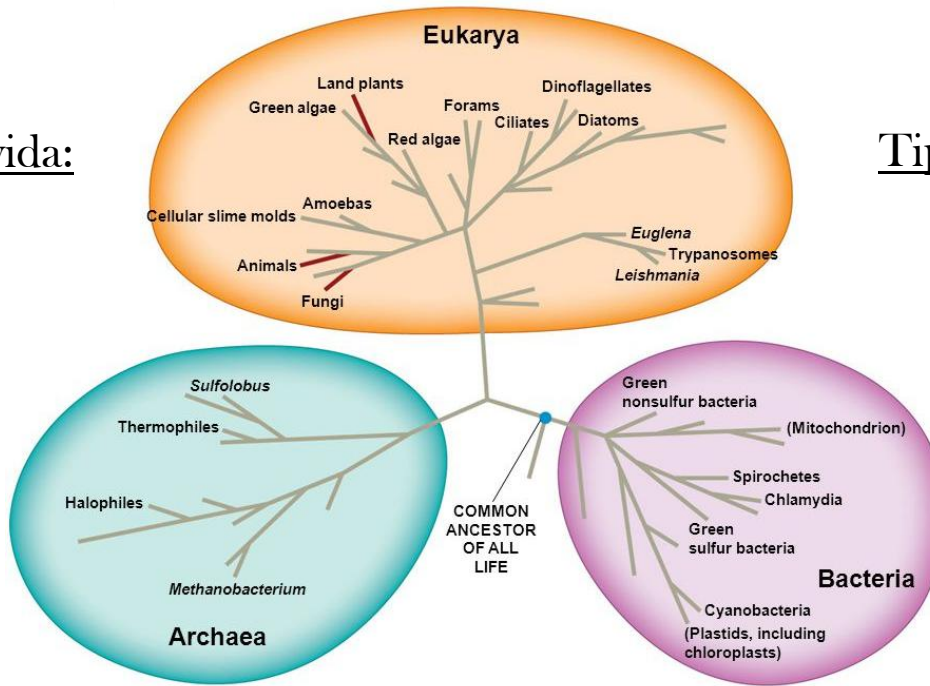 Eukarya
Land plants
Green algae
Red algae
Forams
Ciliates
Dinoflagellates
Diatoms
Amoebas
Cellular slime molds
Animals
Fungi
Euglena
Trypanosomes
Leishmania
vida:
Tip
Sulfolobus
Thermophiles
Halophiles
Methanobacterium
Archaea
COMMON
ANCESTOR
OF ALL
LIFE
Green
nonsulfur bacteria
(Mitochondrion)
Spirochetes
Chlamydia
Green
sulfur bacteria
Bacteria
Cyanobacteria
(Plastids, including
chloroplasts)